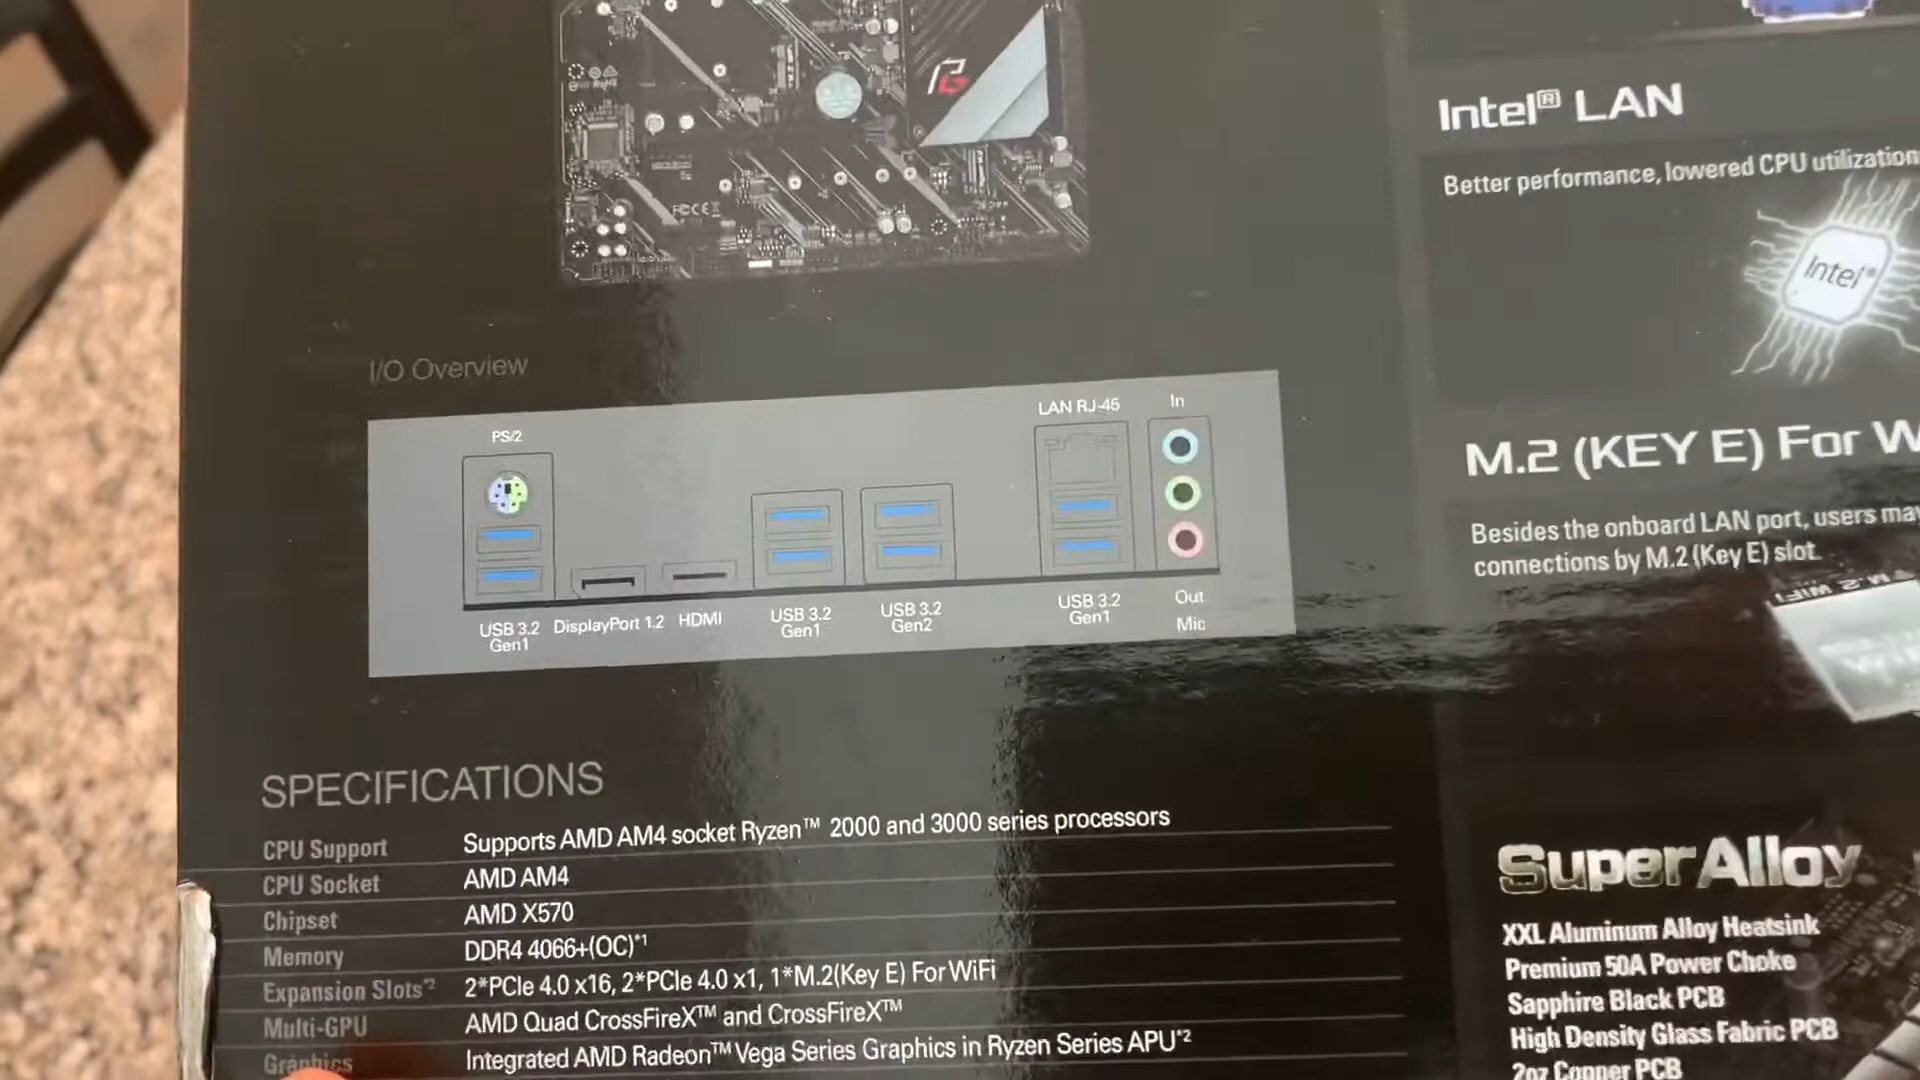 Intel® LAN
Better performance, lowered CPU utilization
Intel®
I/O Overview
PS/2
LAN RJ-45
In
USB 3.2
Gen1
DisplayPort 1.2
HDMI
USB 3.2
Gen1
USB 3.2
Gen2
USB 3.2
Gen1
Out
Mic
M.2 (KEY E) For W
Besides the onboard LAN port, users may
connections by M.2 (Key E) slot.
M.2 WiFi
SPECIFICATIONS
CPU Support Supports AMD AM4 socket Ryzen™ 2000 and 3000 series processors
CPU Socket AMD AM4
Chipset AMD X570
Memory DDR4 4066+(OC)*1
Expansion Slots*2 2*PCIe 4.0 x16, 2*PCIe 4.0 x1, 1*M.2(Key E) For WiFi
Multi-GPU AMD Quad CrossFireX™ and CrossFireX™
Graphics Integrated AMD Radeon™ Vega Series Graphics in Ryzen Series APU*2
Super Alloy
XXL Aluminum Alloy Heatsink
Premium 50A Power Choke
Sapphire Black PCB
High Density Glass Fabric PCB
2oz Copper PCB